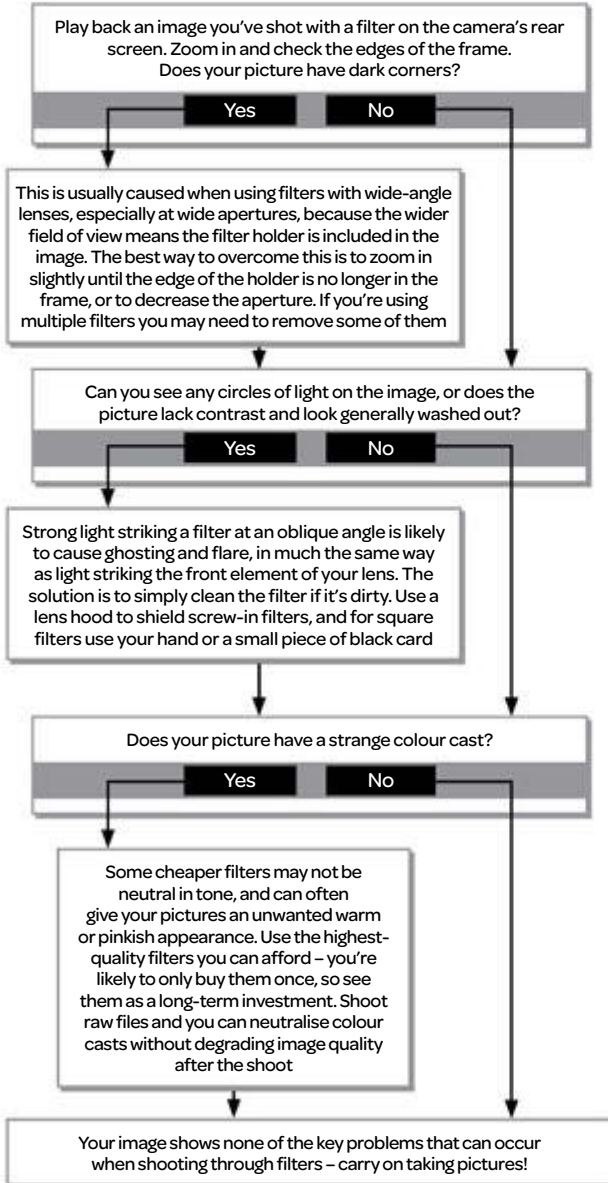 Play back an image you’ve shot with a filter on the camera’s rear
screen. Zoom in and check the edges of the frame.
Does your picture have dark corners?
Yes
No
This is usually caused when using filters with wide-angle
lenses, especially at wide apertures, because the wider
field of view means the filter holder is included in the
image. The best way to overcome this is to zoom in
slightly until the edge of the holder is no longer in the
frame, or to decrease the aperture. If you’re using
multiple filters you may need to remove some of them
Can you see any circles of light on the image, or does the
picture lack contrast and look generally washed out?
Yes
No
Strong light striking a filter at an oblique angle is likely
to cause ghosting and flare, in much the same way
as light striking the front element of your lens. The
solution is to simply clean the filter if it’s dirty. Use a
lens hood to shield screw-in filters, and for square
filters use your hand or a small piece of black card
Does your picture have a strange colour cast?
Yes
No
Some cheaper filters may not be
neutral in tone, and can often
give your pictures an unwanted warm
or pinkish appearance. Use the highest-
quality filters you can afford – you’re
likely to only buy them once, so see
them as a long-term investment. Shoot
raw files and you can neutralise colour
casts without degrading image quality
after the shoot
Your image shows none of the key problems that can occur
when shooting through filters – carry on taking pictures!